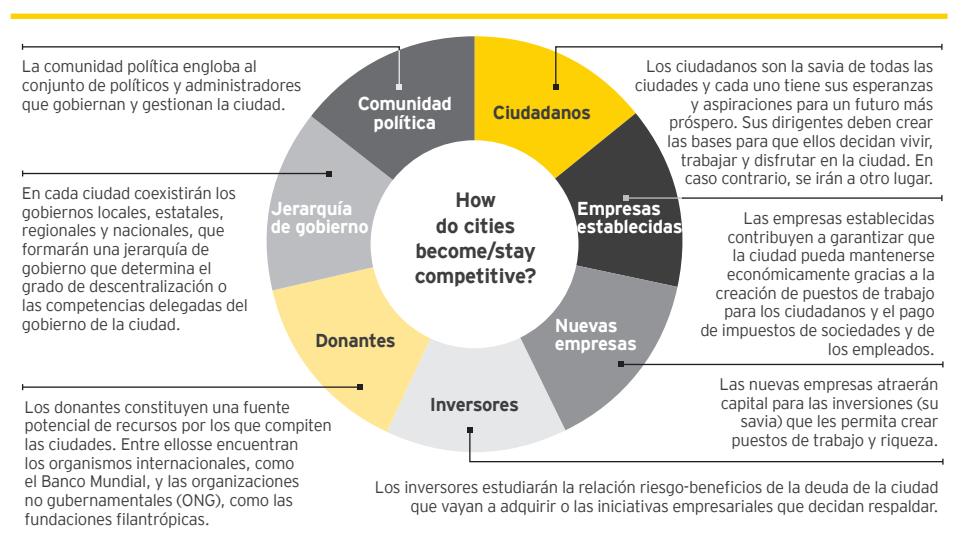 La comunidad política engloba al
conjunto de políticos y administradores
que gobiernan y gestionan la ciudad.
En cada ciudad coexistirán los
gobiernos locales, estatales,
regionales y nacionales, que
formarán una jerarquía de
gobierno que determina el
grado de descentralización o
las competencias delegadas del
gobierno de la ciudad.
Los donantes constituyen una fuente
potencial de recursos por los que compiten
las ciudades. Entre ellosse encuentran
los organismos internacionales, como
el Banco Mundial, y las organizaciones
no gubernamentales (ONG), como las
fundaciones filantrópicas.
Comunidad
política
Ciudadanos
Jerarquía
de gobierno
How
do cities
become/stay
competitive?
Empresas
establecidas
Donantes
Nuevas
empresas
Inversores
Los ciudadanos son la savia de todas las
ciudades y cada uno tiene sus esperanzas
y aspiraciones para un futuro más
próspero. Sus dirigentes deben crear
las bases para que ellos decidan vivir,
trabajar y disfrutar en la ciudad. En
caso contrario, se irán a otro lugar.
Las empresas establecidas
contribuyen a garantizar que
la ciudad pueda mantenerse
económicamente gracias a la
creación de puestos de trabajo
para los ciudadanos y el pago
de impuestos de sociedades y de
los empleados.
Las nuevas empresas atraerán
capital para las inversiones (su
savia) que les permita crear
puestos de trabajo y riqueza.
Los inversores estudiarán la relación riesgo-beneficios de la deuda de la ciudad
que vayan a adquirir o las iniciativas empresariales que decidan respaldar.